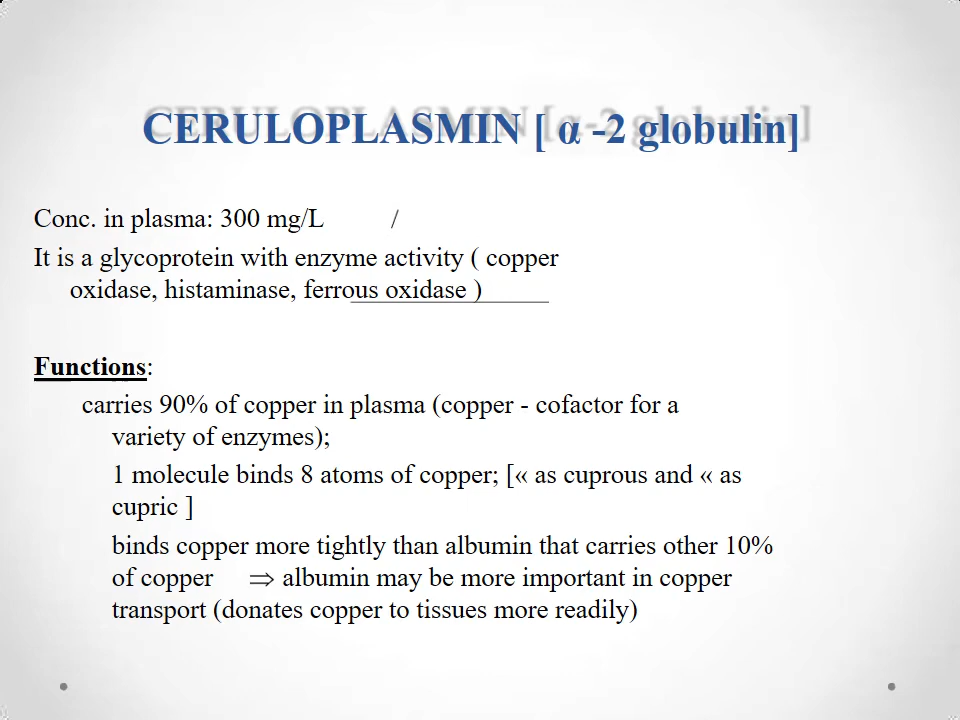 CERULOPLASMIN [ α -2 globulin]
Conc. in plasma: 300 mg/L /
It is a glycoprotein with enzyme activity ( copper
oxidase, histaminase, ferrous oxidase )
Functions:
carries 90% of copper in plasma (copper - cofactor for a
variety of enzymes);
1 molecule binds 8 atoms of copper; [« as cuprous and « as
cupric ]
binds copper more tightly than albumin that carries other 10%
of copper ⇒ albumin may be more important in copper
transport (donates copper to tissues more readily)